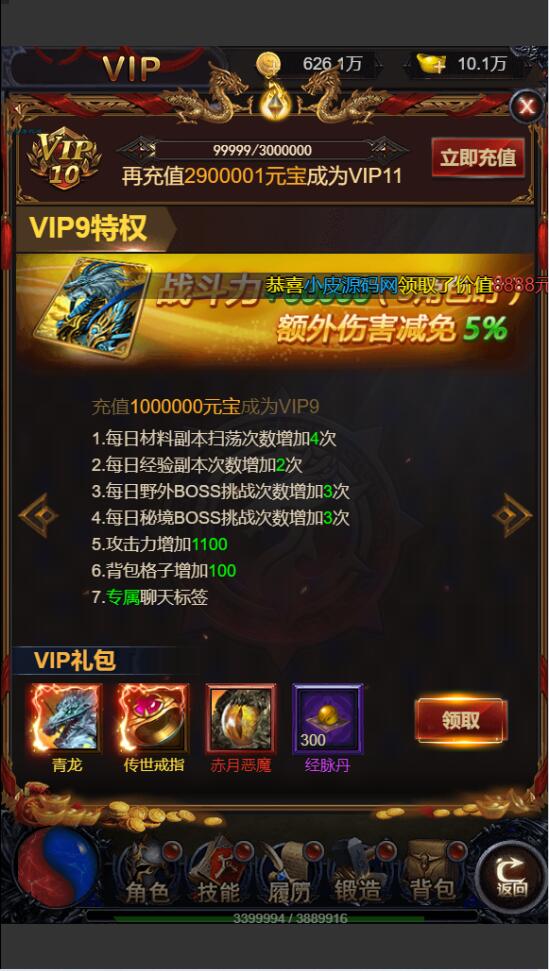 VIP
626.1万
10.1万
VIP
10
99999/3000000
立即充值
再充值2900001元宝成为VIP11
VIP9特权
恭喜小皮源码网领取了价值8888元
战斗力
额外伤害减免 5%
充值1000000元宝成为VIP9
1.每日材料副本扫荡次数增加4次
2.每日经验副本次数增加2次
3.每日野外BOSS挑战次数增加3次
4.每日秘境BOSS挑战次数增加3次
5.攻击力增加1100
6.背包格子增加100
7.专属聊天标签
VIP礼包
300
领取
青龙
传世戒指
赤月恶魔
经脉丹
角色
技能
履历
锻造
背包
返回
3399994 / 3889916